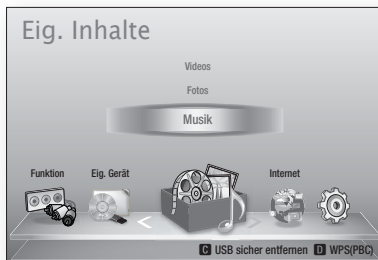 Eig. Inhalte
Videos
Fotos
Musik
Funktion Eig. Gerät Internet
C USB sicher entfernen D WPS(PBC)